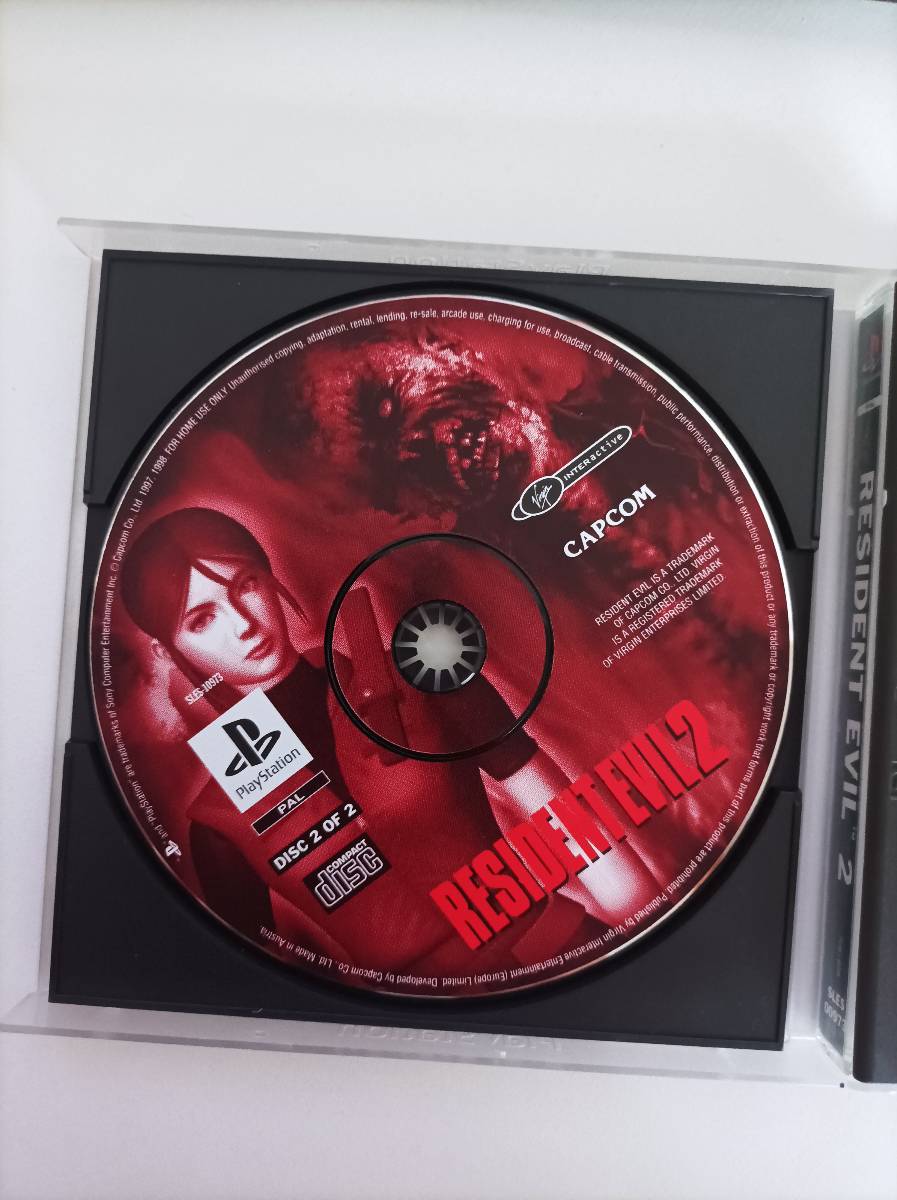 " and "PlayStation" are trademarks of Sony Computer Entertainment Inc. © Capcom Co., Ltd. 1997, 1998. FOR HOME USE ONLY. Unauthorised copying, adaptation, rental, lending, re-sale, arcade use, charging for use, broadcast, cable transmission, public performance, distribution or extraction of this product or any trademark or copyright work that forms part of this product are prohibited. Published by Virgin Interactive Entertainment (Europe) Limited. Developed by Capcom Co., Ltd. Made in Austria.
Virgin INTERactive
CAPCOM
RESIDENT EVIL IS A TRADEMARK
OF CAPCOM CO., LTD. VIRGIN
IS A REGISTERED TRADEMARK
OF VIRGIN ENTERPRISES LIMITED.
SLES-10973
PlayStation
PAL
DISC 2 OF 2
COMPACT
disc
RESIDENT EVIL 2
RESIDENT EVIL™ 2
SLES